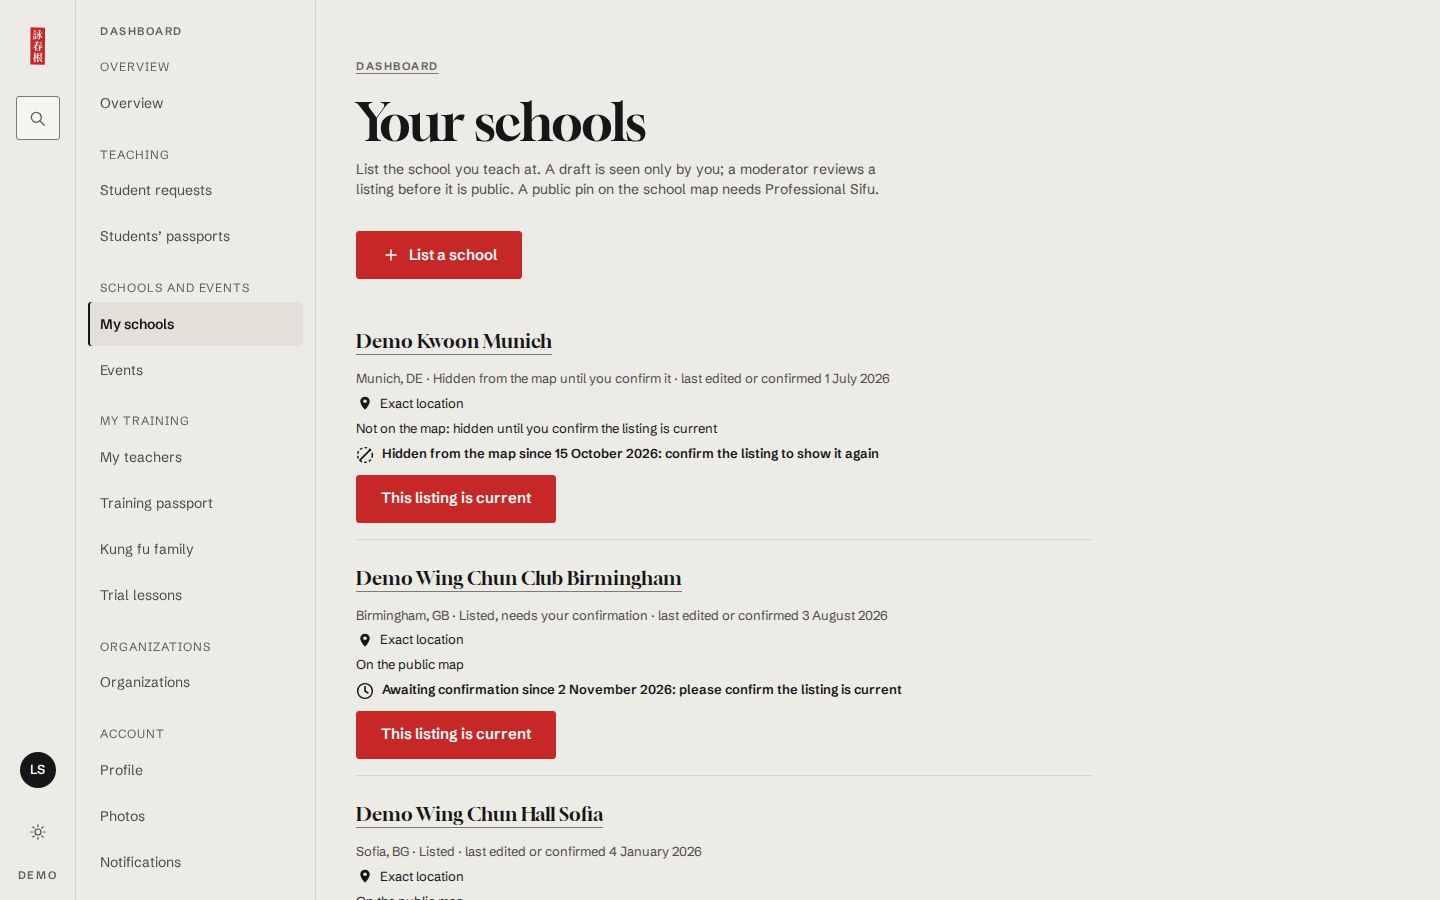 詠春根
DASHBOARD
OVERVIEW
Overview
TEACHING
Student requests
Students’ passports
SCHOOLS AND EVENTS
My schools
Events
MY TRAINING
My teachers
Training passport
Kung fu family
Trial lessons
ORGANIZATIONS
Organizations
ACCOUNT
Profile
Photos
Notifications
LS
DEMO
DASHBOARD
Your schools
List the school you teach at. A draft is seen only by you; a moderator reviews a
listing before it is public. A public pin on the school map needs Professional Sifu.
List a school
Demo Kwoon Munich
Munich, DE · Hidden from the map until you confirm it · last edited or confirmed 1 July 2026
Exact location
Not on the map: hidden until you confirm the listing is current
Hidden from the map since 15 October 2026: confirm the listing to show it again
This listing is current
Demo Wing Chun Club Birmingham
Birmingham, GB · Listed, needs your confirmation · last edited or confirmed 3 August 2026
Exact location
On the public map
Awaiting confirmation since 2 November 2026: please confirm the listing is current
This listing is current
Demo Wing Chun Hall Sofia
Sofia, BG · Listed · last edited or confirmed 4 January 2026
Exact location
On the public map